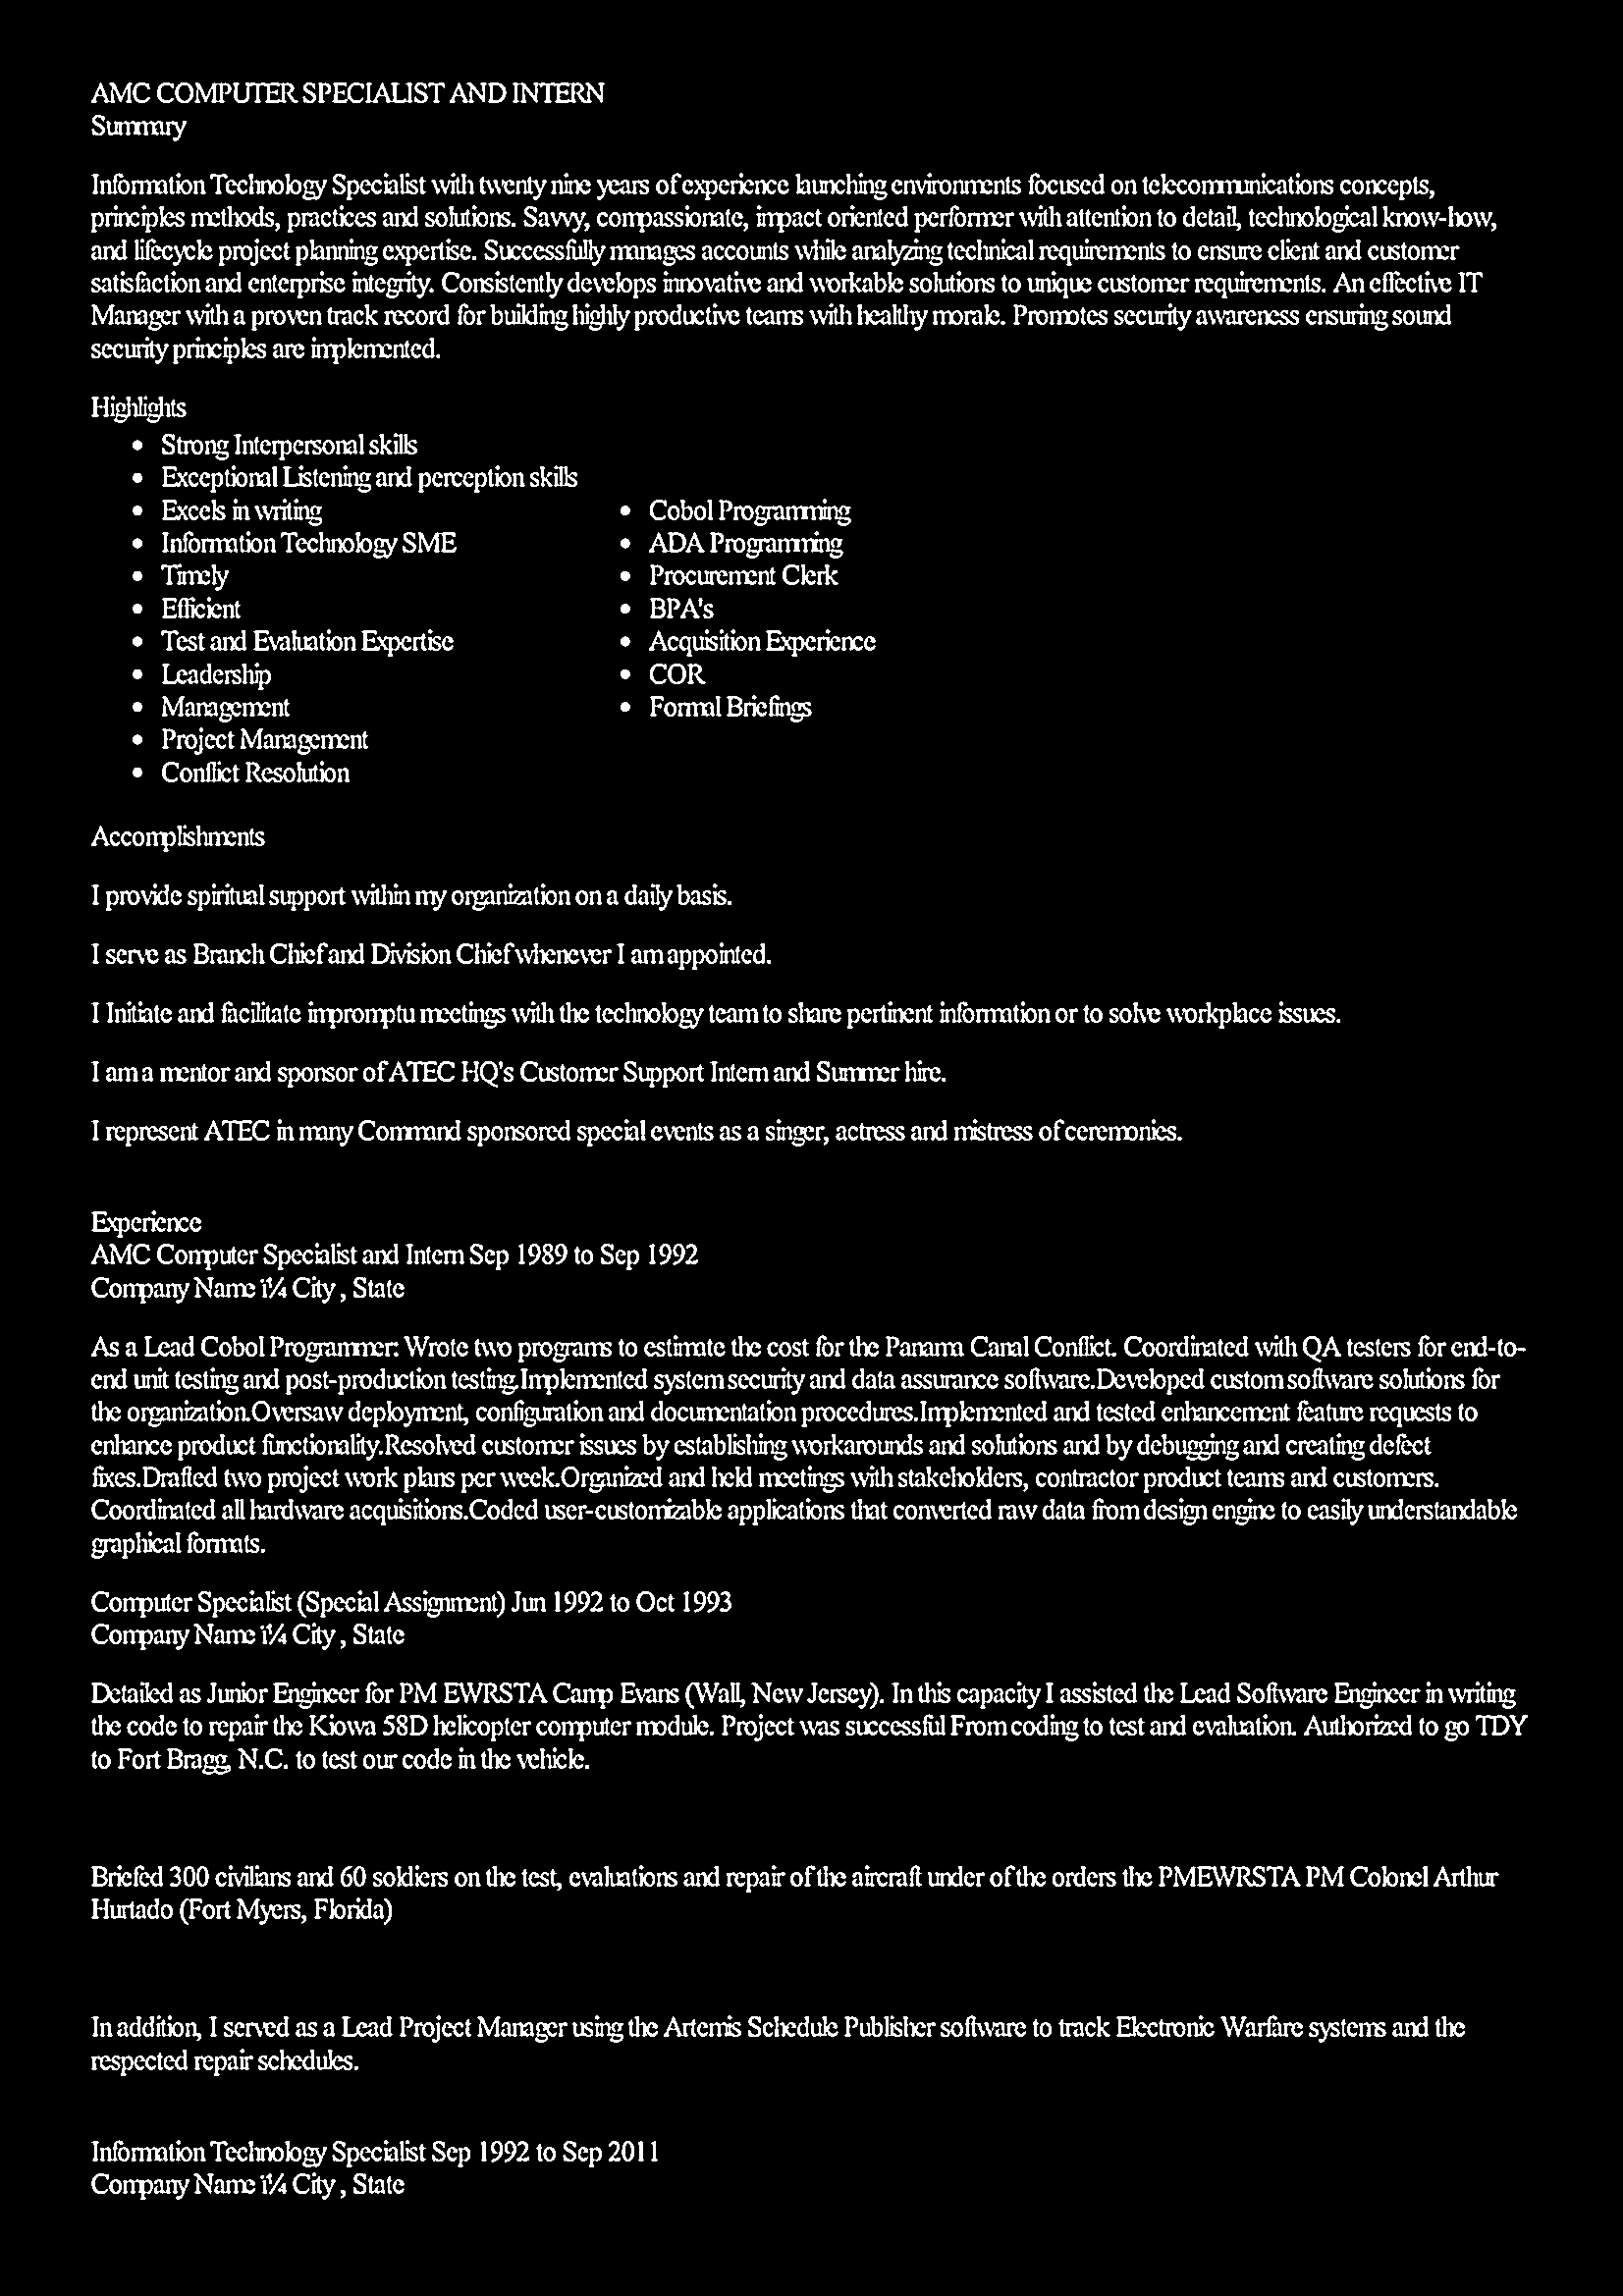 AMC COMPUTER SPECIALIST AND INTERN
Summary
Information Technology Specialist with twenty nine years of experience launching environments focused on telecommunications concepts,
principles methods, practices and solutions. Savvy, compassionate, impact oriented performer with attention to detail, technological know-how,
and lifecycle project planning expertise. Successfully manages accounts while analyzing technical requirements to ensure client and customer
satisfaction and enterprise integrity. Consistently develops innovative and workable solutions to unique customer requirements. An effective IT
Manager with a proven track record for building highly productive teams with healthy morale. Promotes security awareness ensuring sound
security principles are implemented.
Highlights
• Strong Interpersonal skills
• Exceptional Listening and perception skills
• Excels in writing
• Information Technology SME
• Timely
• Efficient
• Test and Evaluation Expertise
• Leadership
• Management
• Project Management
• Conflict Resolution
• Cobol Programming
• ADA Programming
• Procurement Clerk
• BPA's
• Acquisition Experience
• COR
• Formal Briefings
Accomplishments
I provide spiritual support within my organization on a daily basis.
I serve as Branch Chief and Division Chief whenever I am appointed.
I Initiate and facilitate impromptu meetings with the technology team to share pertinent information or to solve workplace issues.
I am a mentor and sponsor of ATEC HQ's Customer Support Intern and Summer hire.
I represent ATEC in many Command sponsored special events as a singer, actress and mistress of ceremonies.
Experience
AMC Computer Specialist and Intern Sep 1989 to Sep 1992
Company Name ï¼ City , State
As a Lead Cobol Programmer: Wrote two programs to estimate the cost for the Panama Canal Conflict. Coordinated with QA testers for end-to-
end unit testing and post-production testing.Implemented system security and data assurance software.Developed custom software solutions for
the organization.Oversaw deployment, configuration and documentation procedures.Implemented and tested enhancement feature requests to
enhance product functionality.Resolved customer issues by establishing workarounds and solutions and by debugging and creating defect
fixes.Drafted two project work plans per week.Organized and held meetings with stakeholders, contractor product teams and customers.
Coordinated all hardware acquisitions.Coded user-customizable applications that converted raw data from design engine to easily understandable
graphical formats.
Computer Specialist (Special Assignment) Jun 1992 to Oct 1993
Company Name ï¼ City , State
Detailed as Junior Engineer for PM EWRSTA Camp Evans (Wall, New Jersey). In this capacity I assisted the Lead Software Engineer in writing
the code to repair the Kiowa 58D helicopter computer module. Project was successful From coding to test and evaluation. Authorized to go TDY
to Fort Bragg, N.C. to test our code in the vehicle.
Briefed 300 civilians and 60 soldiers on the test, evaluations and repair of the aircraft under of the orders the PMEWRSTA PM Colonel Arthur
Hurtado (Fort Myers, Florida)
In addition, I served as a Lead Project Manager using the Artemis Schedule Publisher software to track Electronic Warfare systems and the
respected repair schedules.
Information Technology Specialist Sep 1992 to Sep 2011
Company Name ï¼ City , State